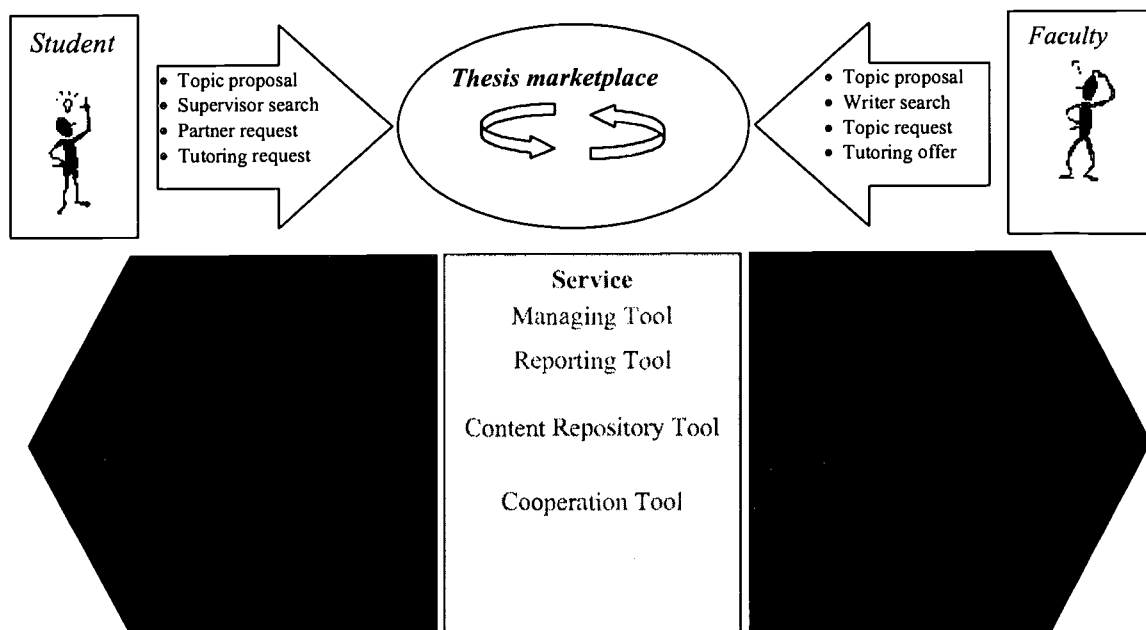 Student
• Topic proposal
• Supervisor search
• Partner request
• Tutoring request
Thesis marketplace
Faculty
• Topic proposal
• Writer search
• Topic request
• Tutoring offer
Service
Managing Tool
Reporting Tool
Content Repository Tool
Cooperation Tool